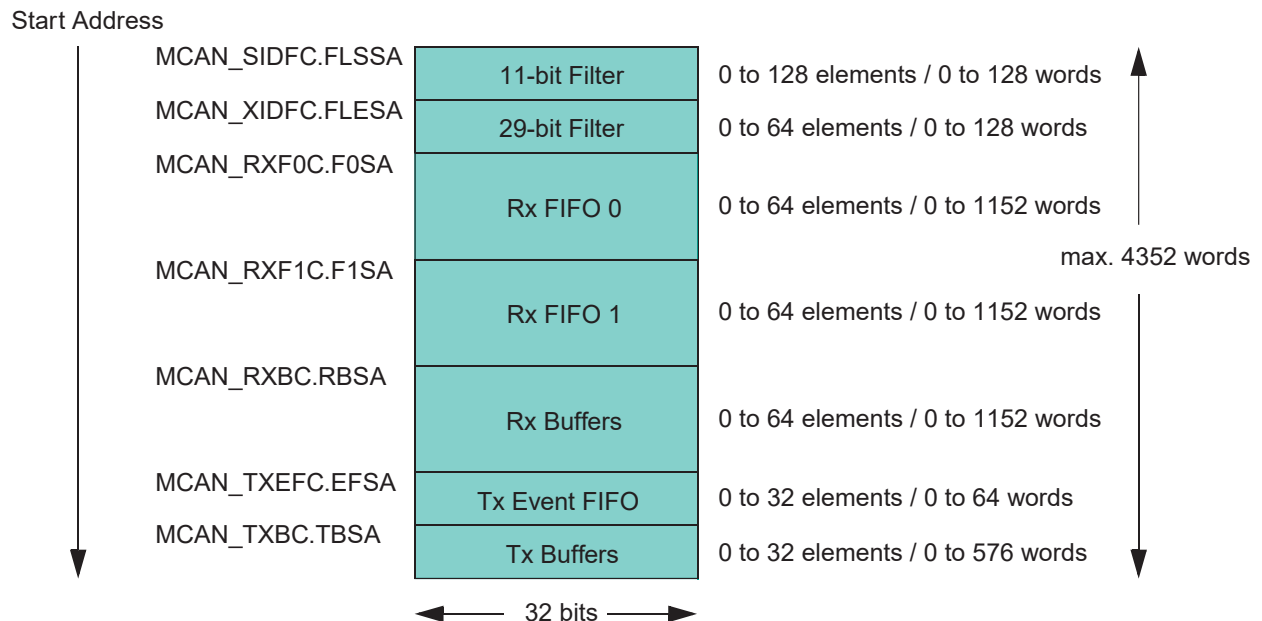 Start Address
MCAN_SIDFC.FLSSA
11-bit Filter
0 to 128 elements / 0 to 128 words
MCAN_XIDFC.FLESA
29-bit Filter
0 to 64 elements / 0 to 128 words
MCAN_RXF0C.F0SA
Rx FIFO 0
0 to 64 elements / 0 to 1152 words
max. 4352 words
MCAN_RXF1C.F1SA
Rx FIFO 1
0 to 64 elements / 0 to 1152 words
MCAN_RXBC.RBSA
Rx Buffers
0 to 64 elements / 0 to 1152 words
MCAN_TXEFC.EFSA
Tx Event FIFO
0 to 32 elements / 0 to 64 words
MCAN_TXBC.TBSA
Tx Buffers
0 to 32 elements / 0 to 576 words
32 bits